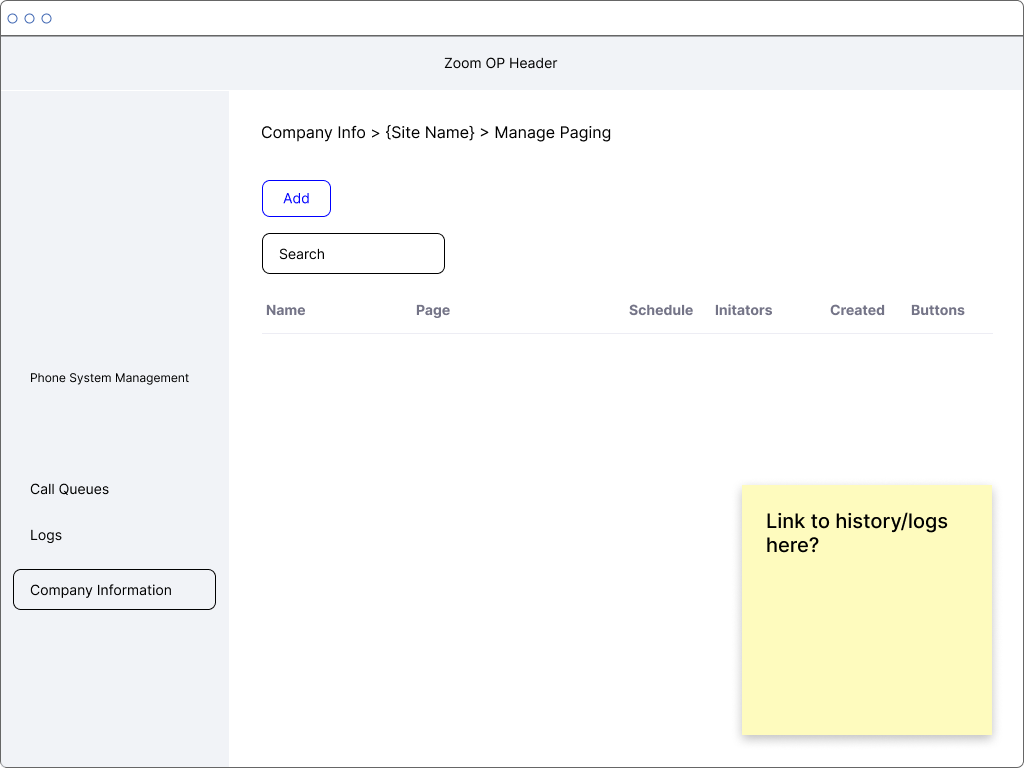 Zoom OP Header
Company Info > {Site Name} > Manage Paging
Add
Search
Name Page Schedule Initators Created Buttons
Phone System Management
Call Queues
Logs
Company Information
Link to history/logs
here?